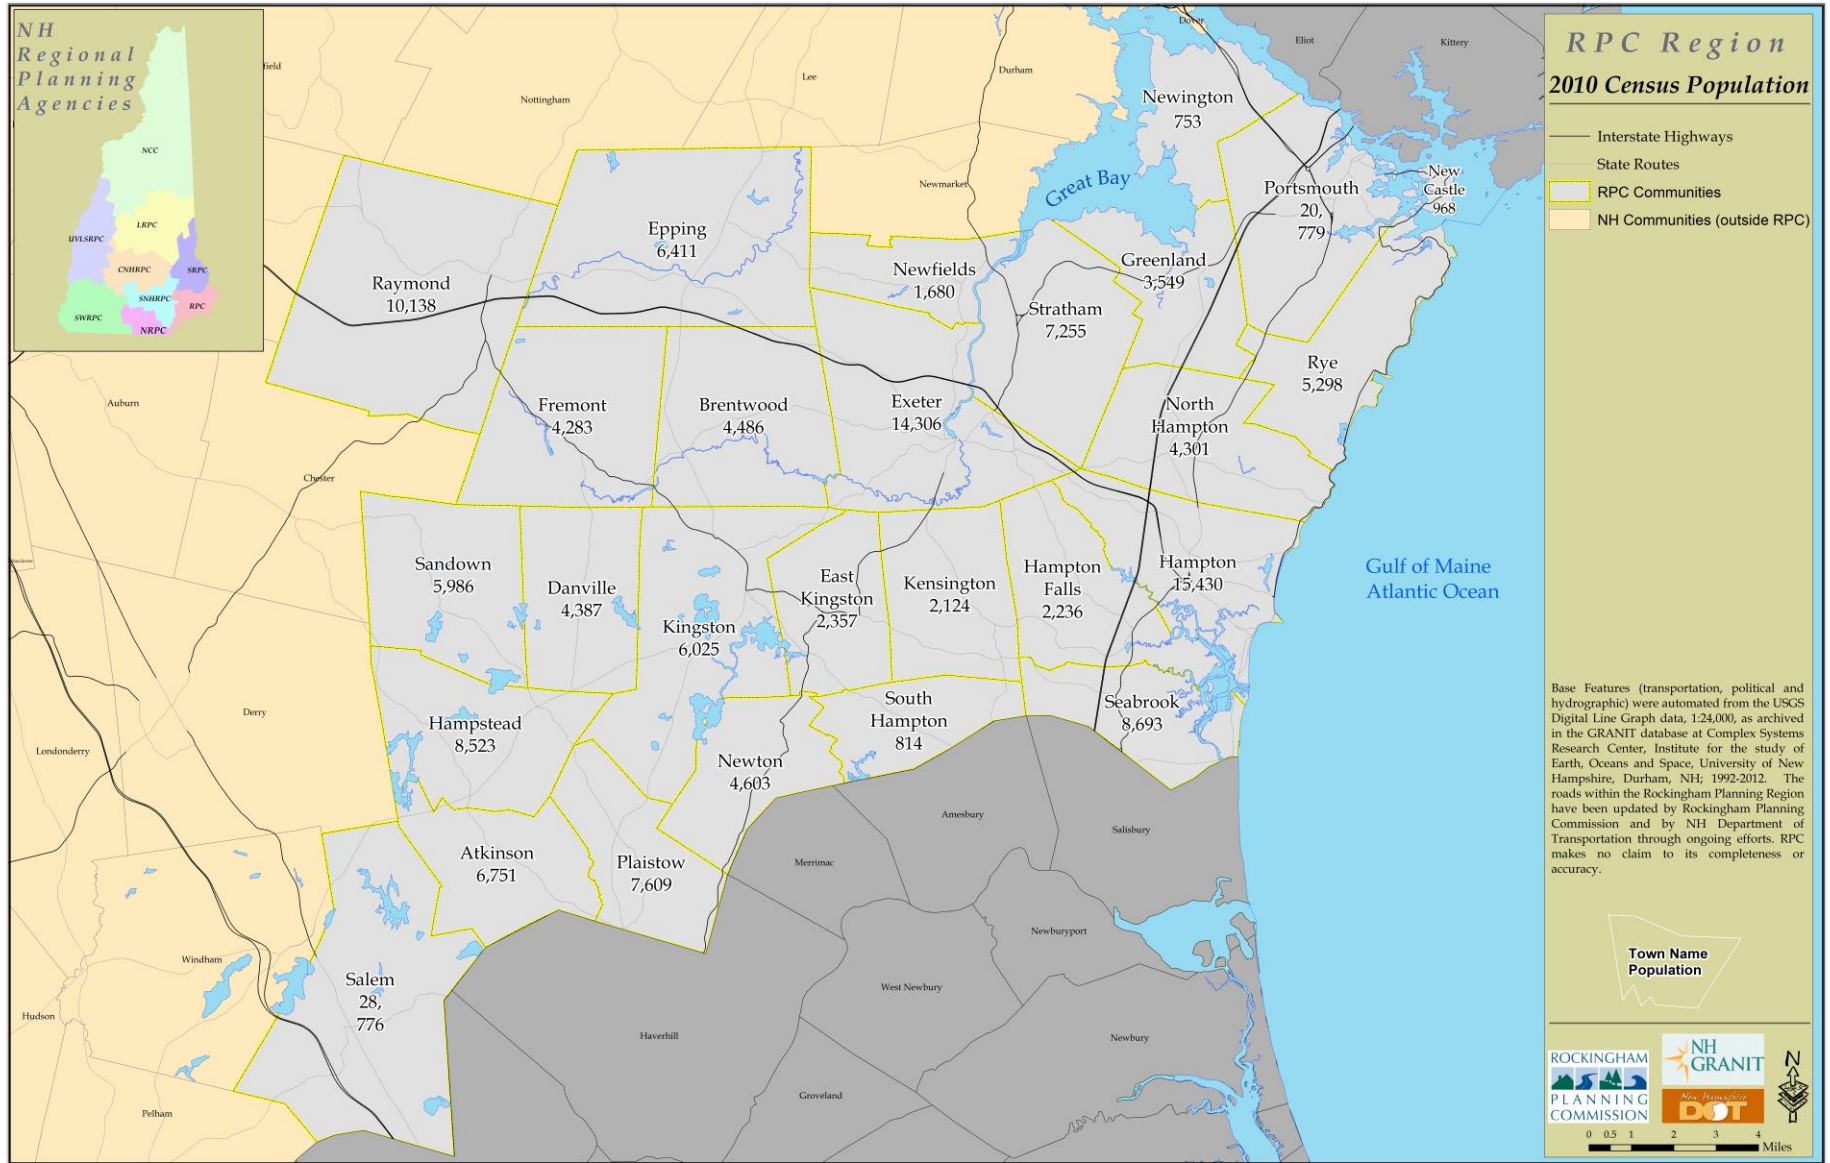 NH
Regional
Planning
Agencies
NCC
UVLSRPC
LRPC
CNHRPC
SRPC
SNHRPC
SWRPC
NRPC
RPC
field
Nottingham
Lee
Durham
Dover
Eliot
Kittery
Newmarket
Newington
753
Great Bay
Portsmouth
20,
779
New
Castle
968
Epping
6,411
Raymond
10,138
Newfields
1,680
Greenland
3,549
Stratham
7,255
Rye
5,298
Auburn
Fremont
4,283
Brentwood
4,486
Exeter
14,306
North
Hampton
4,301
Chester
Sandown
5,986
Danville
4,387
Kingston
6,025
East
Kingston
2,357
Kensington
2,124
Hampton
Falls
2,236
Hampton
15,430
Gulf of Maine
Atlantic Ocean
Derry
Londonderry
Hampstead
8,523
Newton
4,603
South
Hampton
814
Seabrook
8,693
Atkinson
6,751
Plaistow
7,609
Merrimac
Amesbury
Salisbury
Windham
Hudson
Pelham
Salem
28,
776
Haverhill
West Newbury
Newburyport
Newbury
Groveland
RPC Region
2010 Census Population
Interstate Highways
State Routes
RPC Communities
NH Communities (outside RPC)
Base Features (transportation, political and
hydrographic) were automated from the USGS
Digital Line Graph data, 1:24,000, as archived
in the GRANIT database at Complex Systems
Research Center, Institute for the study of
Earth, Oceans and Space, University of New
Hampshire, Durham, NH; 1992-2012. The
roads within the Rockingham Planning Region
have been updated by Rockingham Planning
Commission and by NH Department of
Transportation through ongoing efforts. RPC
makes no claim to its completeness or
accuracy.
Town Name
Population
ROCKINGHAM
PLANNING
COMMISSION
NH
GRANIT
New Hampshire
DOT
N
0 0.5 1 2 3 4
Miles